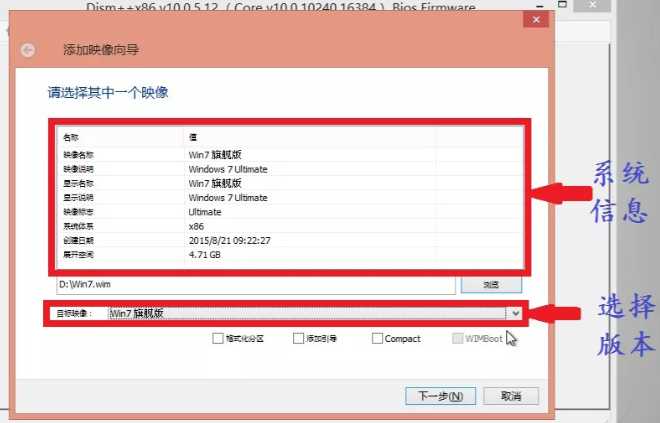 Dism++x86 v10.0.5.12（Core v10.0.10240.16384）Bios Firmware
添加映像向导
请选择其中一个映像
名称 值
映像名称 Win7 旗舰版
映像说明 Windows 7 Ultimate
显示名称 Win7 旗舰版
显示说明 Windows 7 Ultimate
映像标志 Ultimate
系统体系 x86
创建日期 2015/8/21 09:22:27
展开空间 4.71 GB
系统
信息
D:\Win7.wim 浏览
目标映像： Win7 旗舰版
选择
版本
格式化分区 添加引导 Compact WIMBoot
下一步(N) 取消